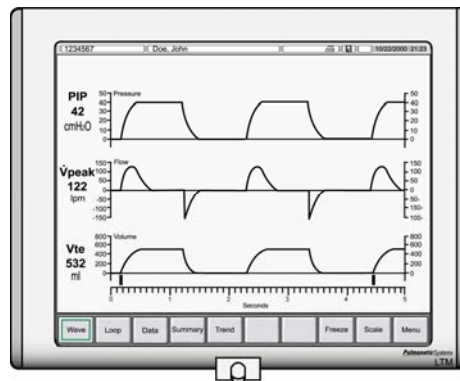 1234567 Doe, John 10/22/2000 21:23
PIP
42
cmH2O
Pressure
50 50
40 40
30 30
20 20
10 10
0 0
V̇peak
122
lpm
Flow
150 150
100 100
50 50
0 0
-50 -50
-100 100-
-150 150-
Vte
532
ml
Volume
800 800
600 600
400 400
200 200
0 0
0 1 2 3 4 5
Seconds
Wave Loop Data Summary Trend Freeze Scale Menu
Pulmonetic Systems
LTM